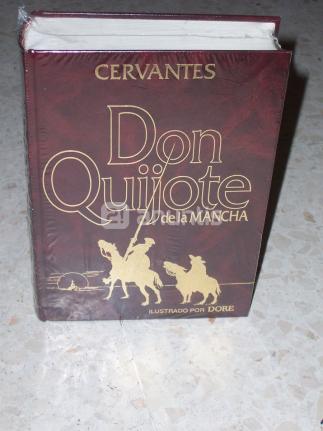 CERVANTES
Don
Quijote
de la MANCHA
ILUSTRADO POR DORE